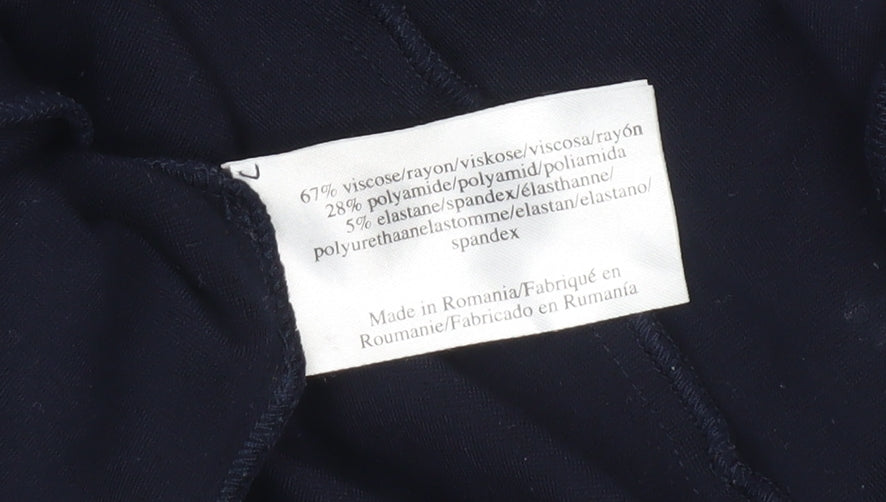 67% viscose/rayon/viskose/viscosa/rayón
28% polyamide/polyamid/poliamida
5% elastane/spandex/élasthanne/
polyurethaanelastomme/elastan/elastano/
spandex
Made in Romania/Fabriqué en
Roumanie/Fabricado en Rumanía